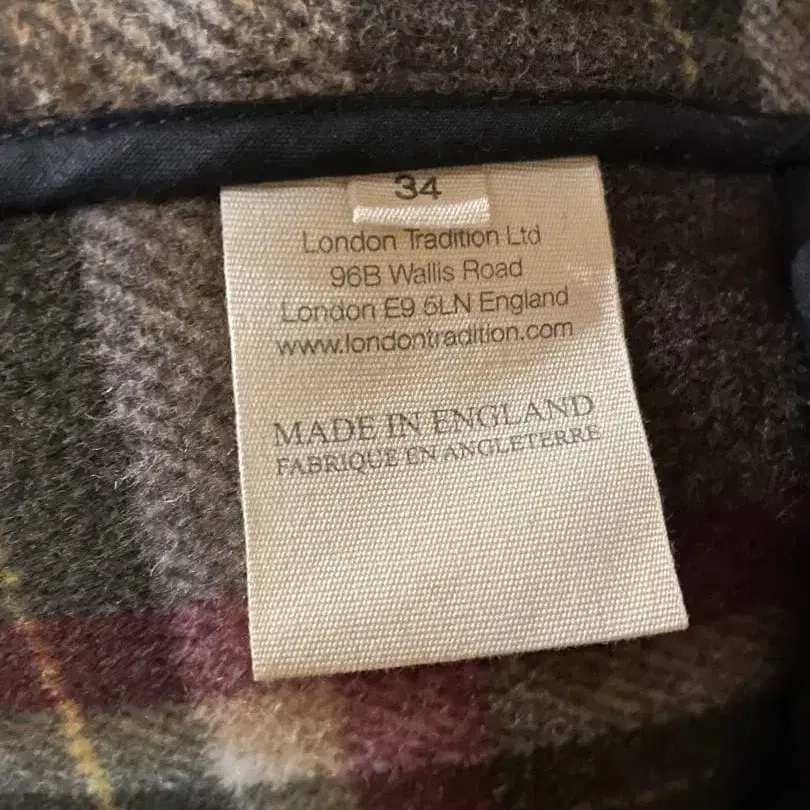 34
London Tradition Ltd
96B Wallis Road
London E9 5LN England
www.londontradition.com
MADE IN ENGLAND
FABRIQUE EN ANGLETERRE